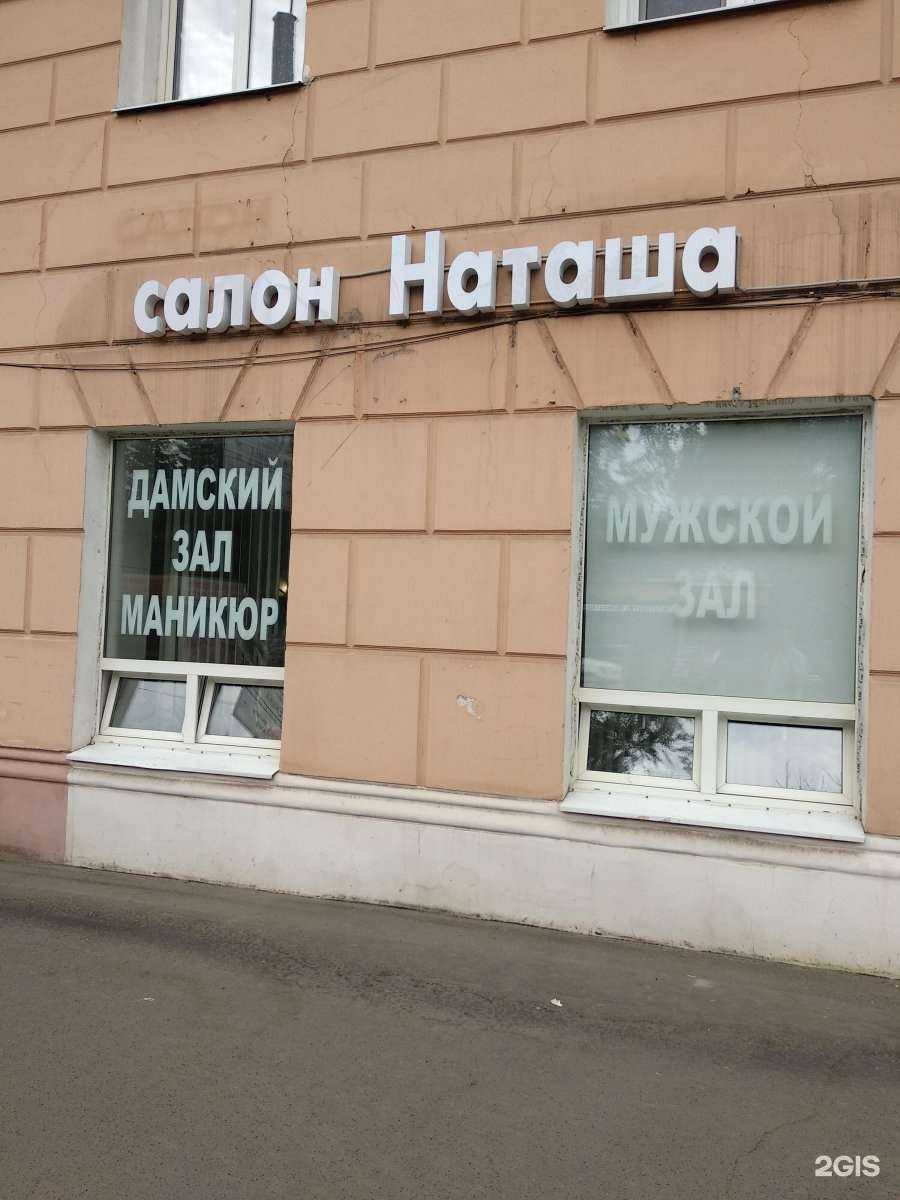 салон Наташа
ДАМСКИЙ
ЗАЛ
МАНИКЮР
МУЖСКОЙ
ЗАЛ
2GIS